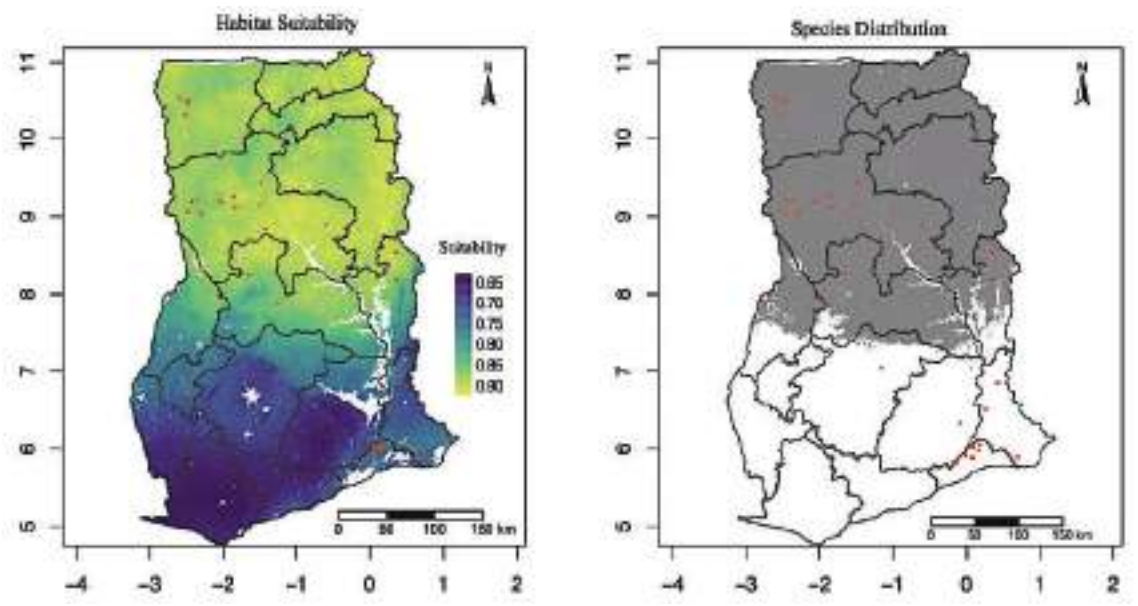 Habitat Suitability
Species Distribution
N
N
11
10
9
8
7
6
5
Suitability
0.65
0.70
0.75
0.80
0.85
0.90
0 50 100 150 km
-4 -3 -2 -1 0 1 2
11
10
9
8
7
6
5
0 50 100 150 km
-4 -3 -2 -1 0 1 2